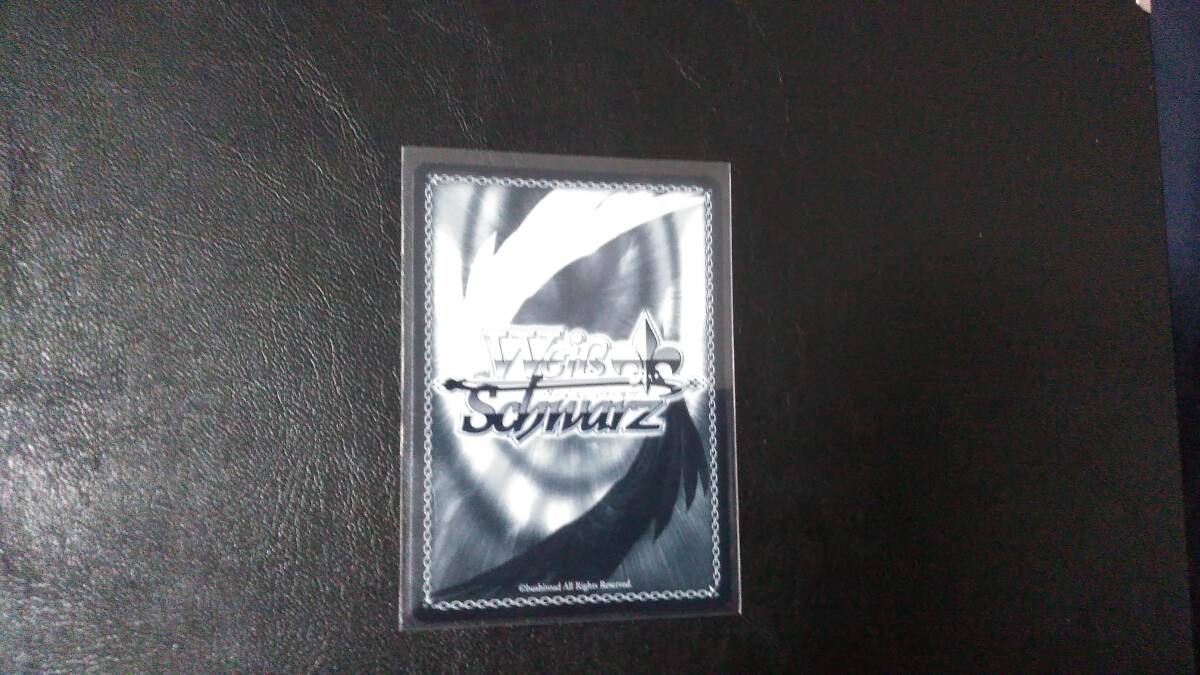 Weiß
Schwarz
©bushiroad All Rights Reserved.